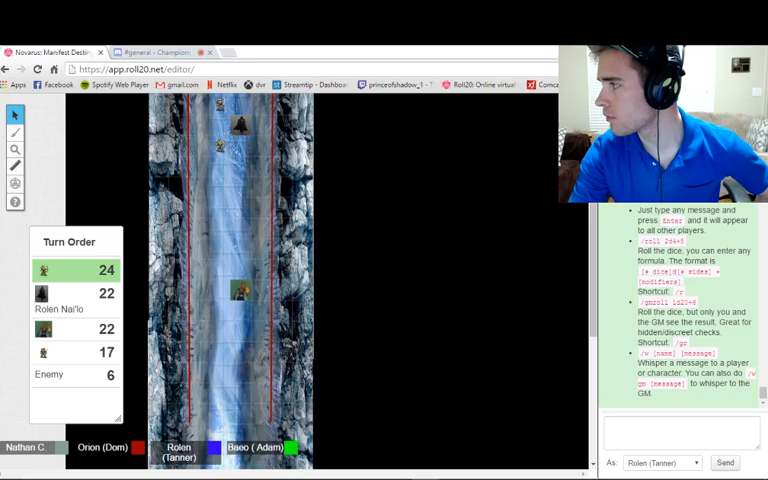 Novarus: Manifest Destin
#general - Champion
https://app.roll20.net/editor/
Apps Facebook Spotify Web Player gmail.com Netflix dvr Streamtip - Dashboa princeofshadow_1 - T Roll20: Online virtual Comca
Turn Order
24
22
Rolen Nai'lo
22
17
Enemy 6
Nathan C. Orion (Dom) Rolen (Tanner) Baeo ( Adam)
Just type any message and
press Enter and it will appear
to all other players.
/roll 2d4+5
Roll the dice, you can enter any
formula. The format is
[# dice]d[# sides] +
[modifiers]
Shortcut: /r
/gmroll 1d20+6
Roll the dice, but only you and
the GM see the result. Great for
hidden/discreet checks.
Shortcut: /gr
/w [name] [message]
Whisper a message to a player
or character. You can also do /w
gm [message] to whisper to the
GM.
As: Rolen (Tanner) Send